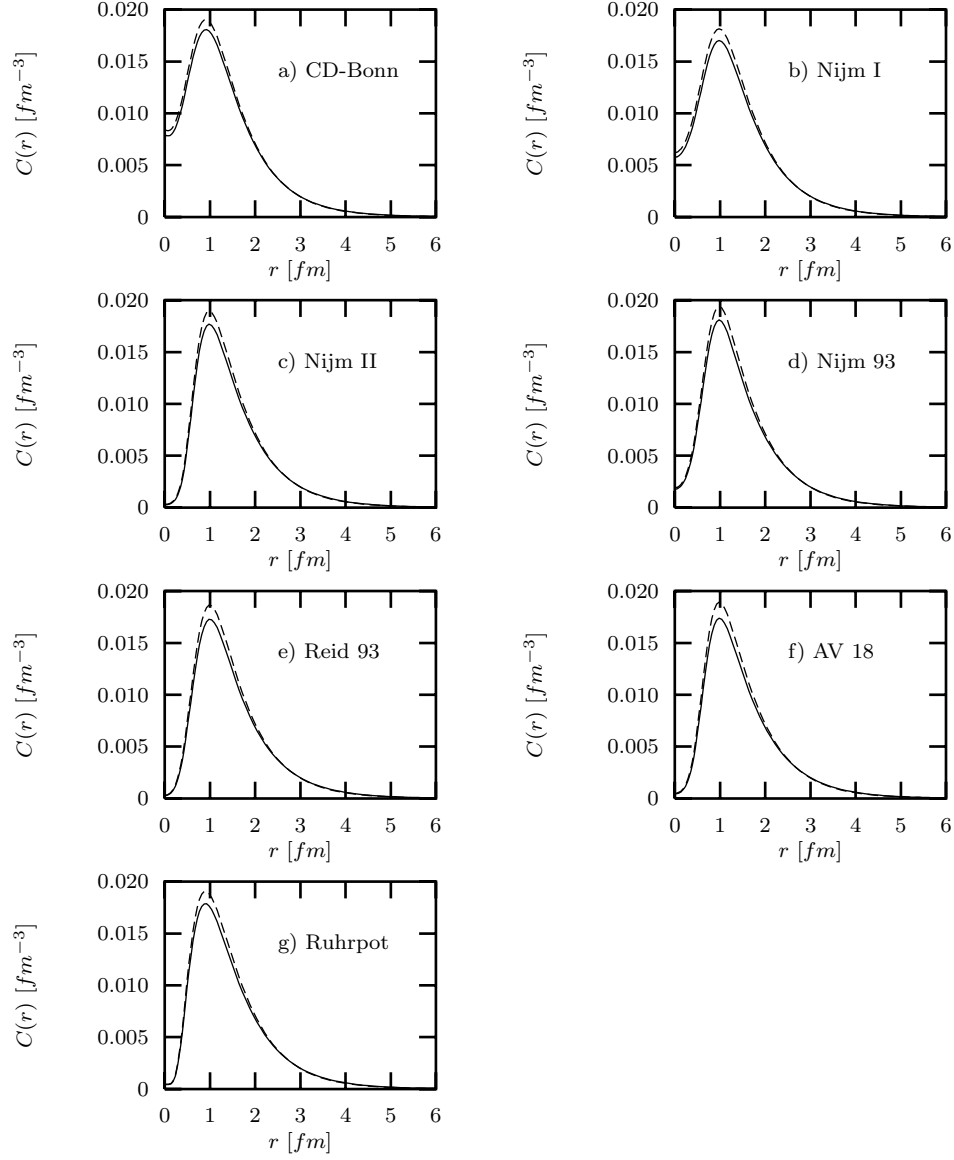 0.020
0.015
0.010
0.005
0
C(r) [fm⁻³]
a) CD-Bonn
0 1 2 3 4 5 6
r [fm]
0.020
0.015
0.010
0.005
0
C(r) [fm⁻³]
b) Nijm I
0 1 2 3 4 5 6
r [fm]
0.020
0.015
0.010
0.005
0
C(r) [fm⁻³]
c) Nijm II
0 1 2 3 4 5 6
r [fm]
0.020
0.015
0.010
0.005
0
C(r) [fm⁻³]
d) Nijm 93
0 1 2 3 4 5 6
r [fm]
0.020
0.015
0.010
0.005
0
C(r) [fm⁻³]
e) Reid 93
0 1 2 3 4 5 6
r [fm]
0.020
0.015
0.010
0.005
0
C(r) [fm⁻³]
f) AV 18
0 1 2 3 4 5 6
r [fm]
0.020
0.015
0.010
0.005
0
C(r) [fm⁻³]
g) Ruhrpot
0 1 2 3 4 5 6
r [fm]